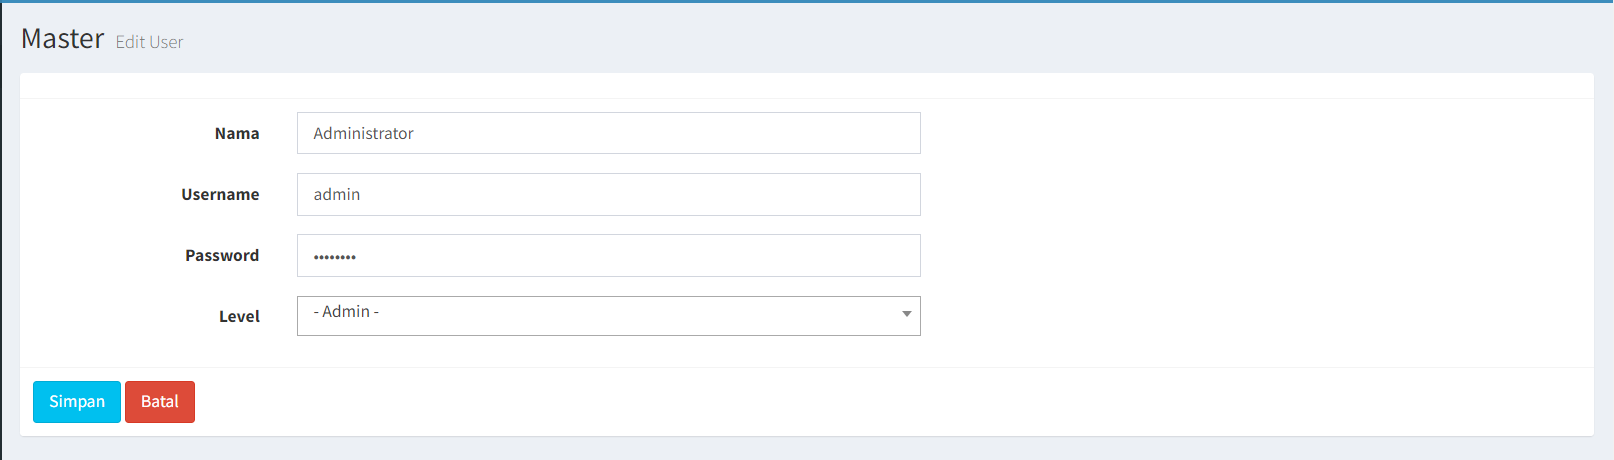 Master Edit User
Nama Administrator
Username admin
Password ••••••••
Level - Admin -
Simpan Batal